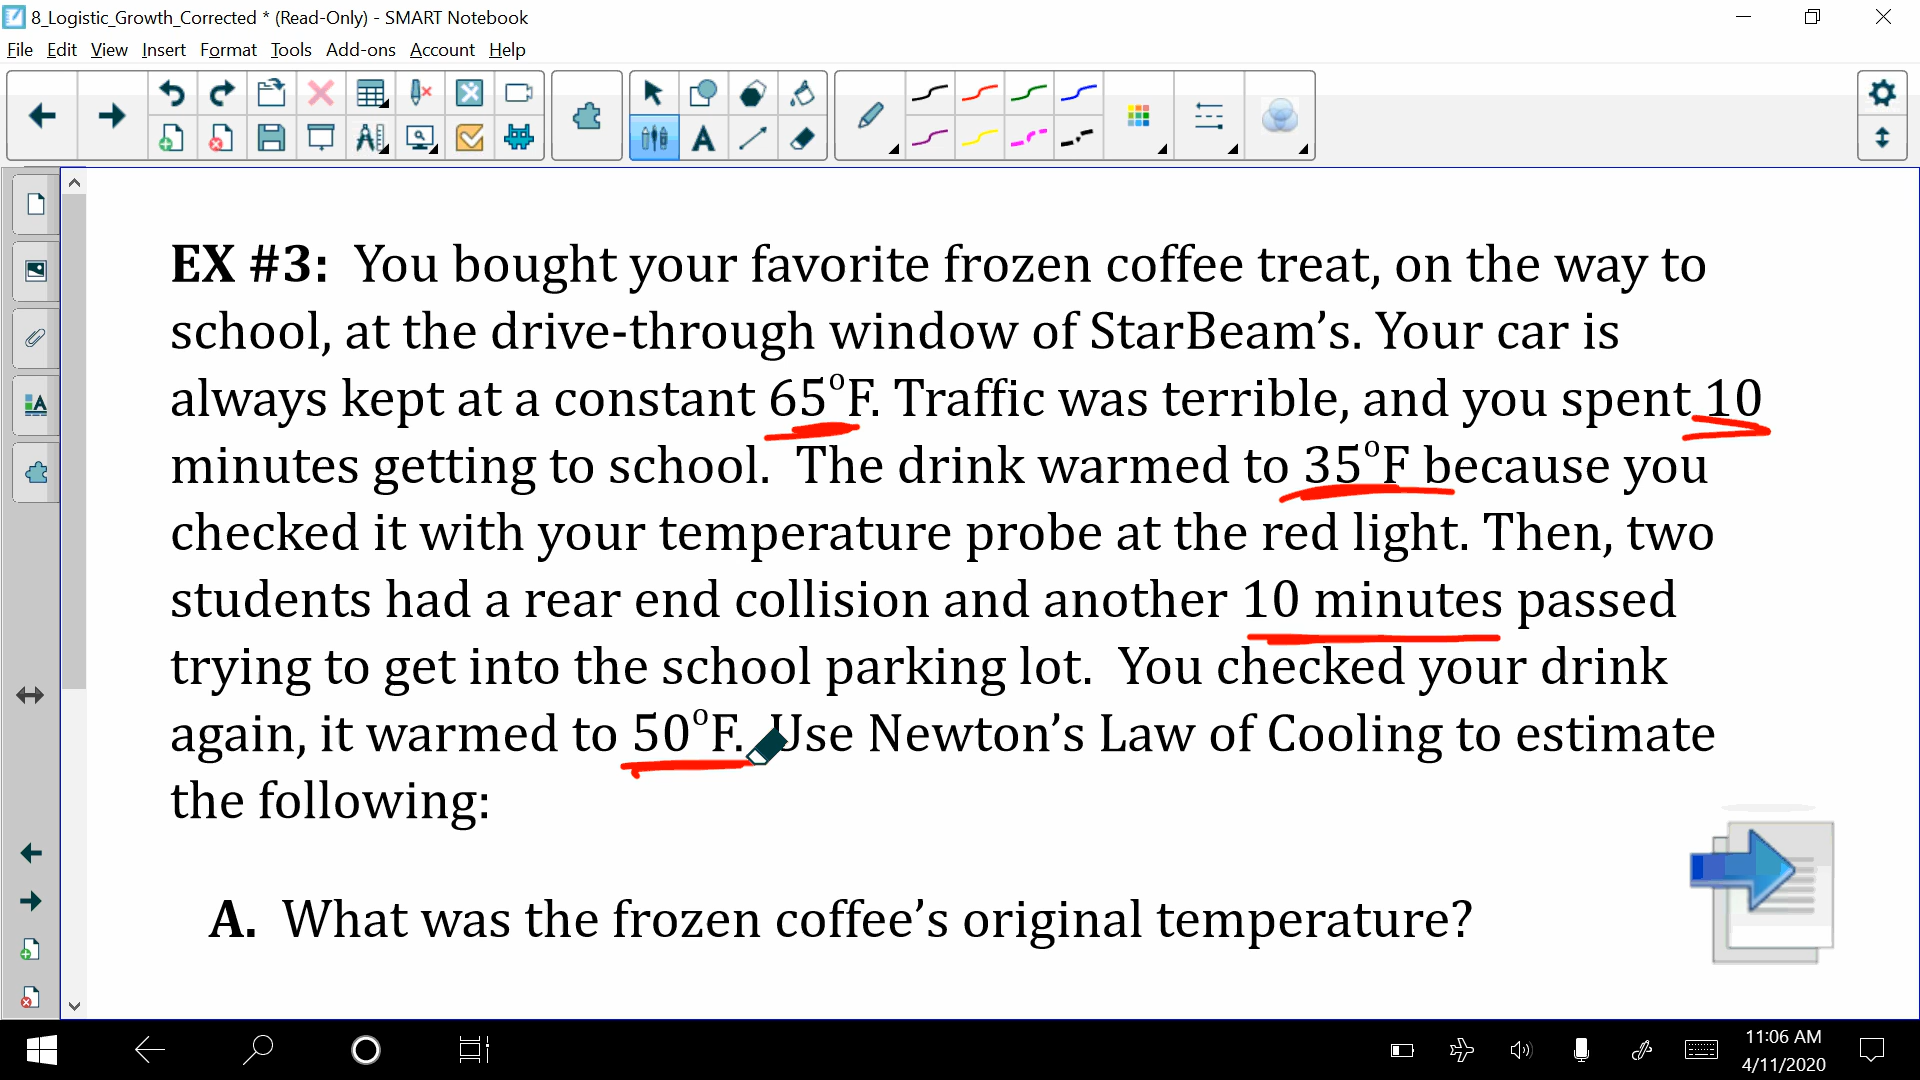 8_Logistic_Growth_Corrected * (Read-Only) - SMART Notebook
File Edit View Insert Format Tools Add-ons Account Help
EX #3: You bought your favorite frozen coffee treat, on the way to
school, at the drive-through window of StarBeam’s. Your car is
always kept at a constant 65°F. Traffic was terrible, and you spent 10
minutes getting to school. The drink warmed to 35°F because you
checked it with your temperature probe at the red light. Then, two
students had a rear end collision and another 10 minutes passed
trying to get into the school parking lot. You checked your drink
again, it warmed to 50°F. Use Newton’s Law of Cooling to estimate
the following:
A. What was the frozen coffee’s original temperature?
11:06 AM
4/11/2020